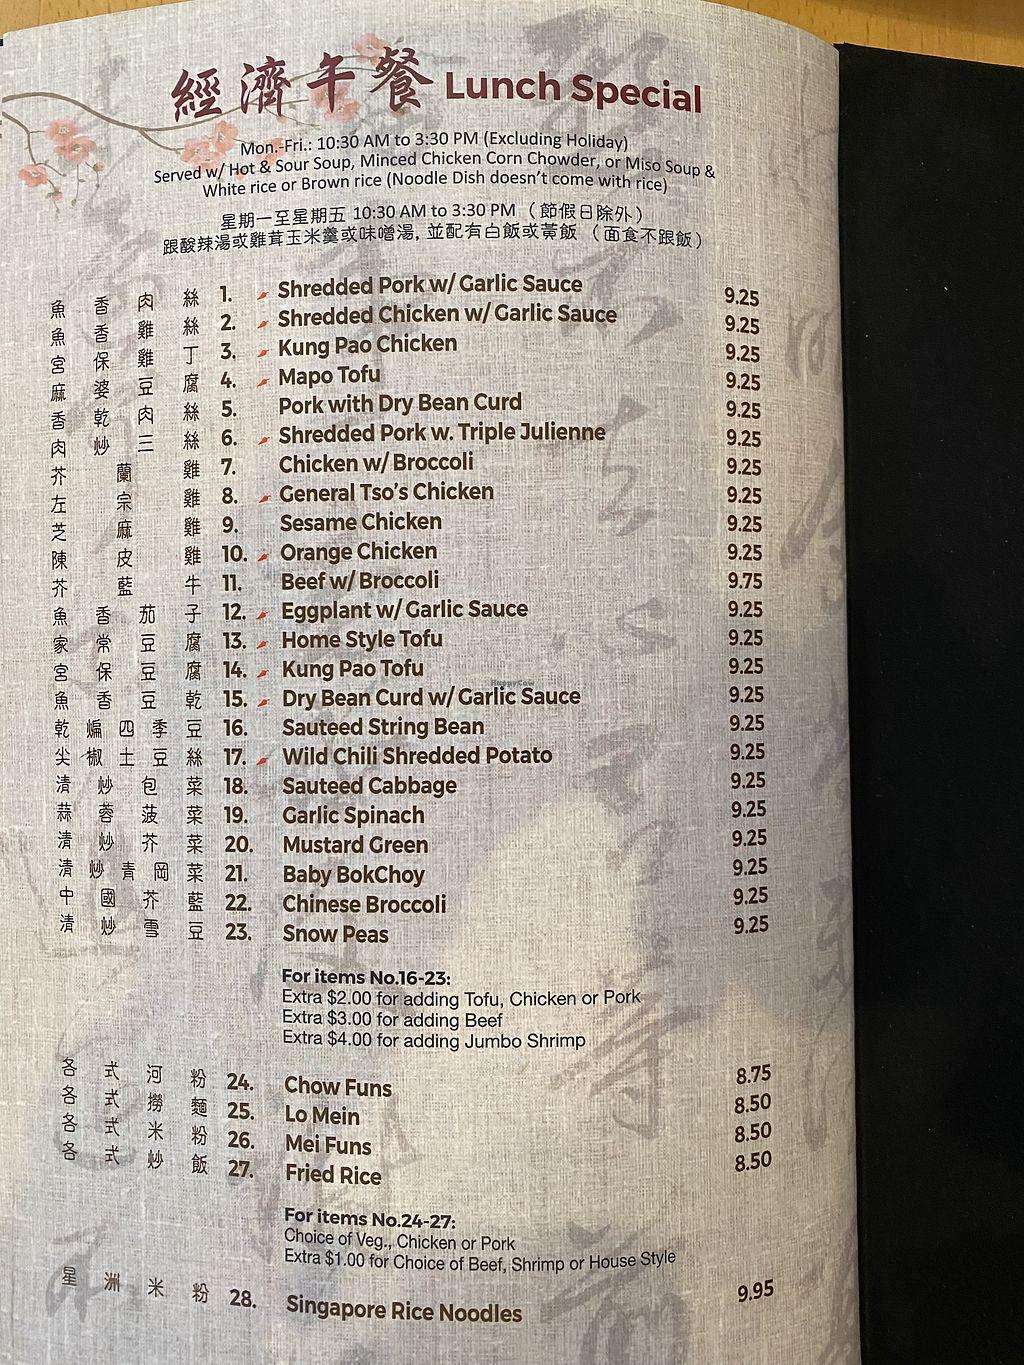 經濟午餐 Lunch Special
Mon.-Fri.: 10:30 AM to 3:30 PM (Excluding Holiday)
Served w/ Hot & Sour Soup, Minced Chicken Corn Chowder, or Miso Soup &
White rice or Brown rice (Noodle Dish doesn't come with rice)
星期一至星期五 10:30 AM to 3:30 PM （節假日除外）
跟酸辣湯或雞茸玉米羹或味噌湯, 並配有白飯或黃飯 （面食不跟飯）
魚香肉絲 1. Shredded Pork w/ Garlic Sauce 9.25
魚香雞絲 2. Shredded Chicken w/ Garlic Sauce 9.25
宮保雞丁 3. Kung Pao Chicken 9.25
麻婆豆腐 4. Mapo Tofu 9.25
香乾肉絲 5. Pork with Dry Bean Curd 9.25
肉炒三絲 6. Shredded Pork w. Triple Julienne 9.25
芥蘭雞 7. Chicken w/ Broccoli 9.25
左宗雞 8. General Tso's Chicken 9.25
芝麻雞 9. Sesame Chicken 9.25
陳皮雞 10. Orange Chicken 9.25
芥藍牛 11. Beef w/ Broccoli 9.75
魚香茄子 12. Eggplant w/ Garlic Sauce 9.25
家常豆腐 13. Home Style Tofu 9.25
宮保豆腐 14. Kung Pao Tofu 9.25
魚香豆乾 15. Dry Bean Curd w/ Garlic Sauce 9.25
乾煸四季豆 16. Sauteed String Bean 9.25
尖椒土豆絲 17. Wild Chili Shredded Potato 9.25
清炒包菜 18. Sauteed Cabbage 9.25
蒜蓉菠菜 19. Garlic Spinach 9.25
清炒芥菜 20. Mustard Green 9.25
清炒青岡菜 21. Baby BokChoy 9.25
中國芥藍 22. Chinese Broccoli 9.25
清炒雪豆 23. Snow Peas 9.25
For items No.16-23:
Extra $2.00 for adding Tofu, Chicken or Pork
Extra $3.00 for adding Beef
Extra $4.00 for adding Jumbo Shrimp
各式河粉 24. Chow Funs 8.75
各式撈麵 25. Lo Mein 8.50
各式米粉 26. Mei Funs 8.50
各式炒飯 27. Fried Rice 8.50
For items No.24-27:
Choice of Veg., Chicken or Pork
Extra $1.00 for Choice of Beef, Shrimp or House Style
星洲米粉 28. Singapore Rice Noodles 9.95
HappyCow